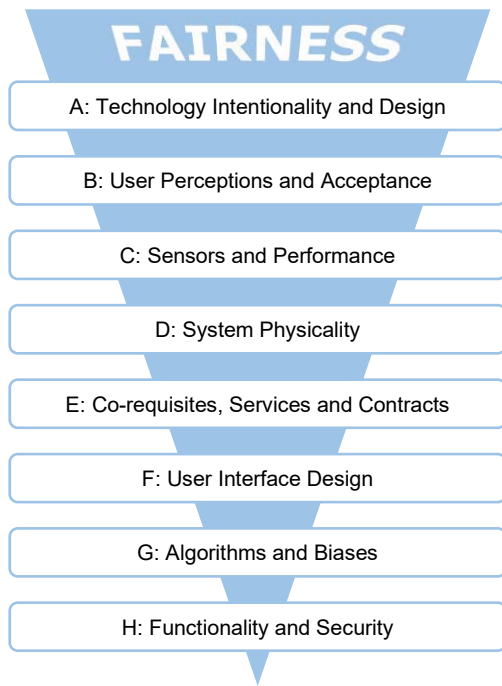 FAIRNESS
A: Technology Intentionality and Design
B: User Perceptions and Acceptance
C: Sensors and Performance
D: System Physicality
E: Co-requisites, Services and Contracts
F: User Interface Design
G: Algorithms and Biases
H: Functionality and Security